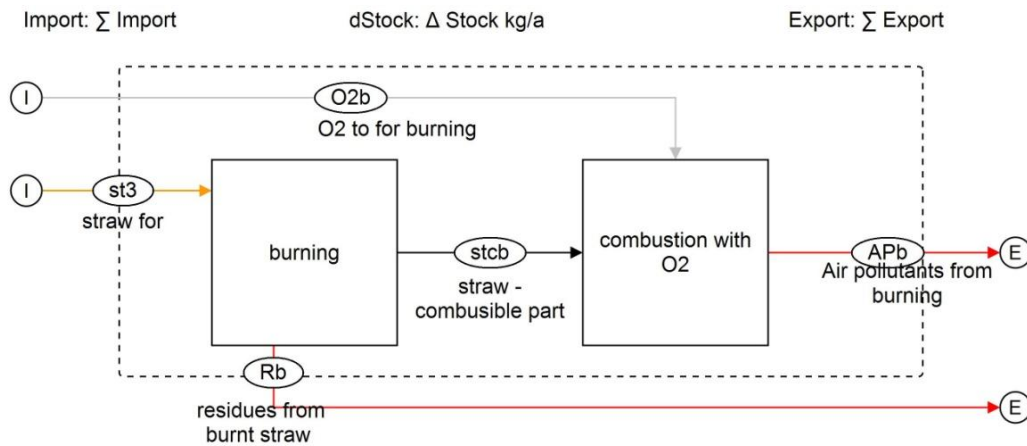 Import: ∑ Import
dStock: Δ Stock kg/a
Export: ∑ Export
I
O2b
O2 to for burning
I
st3
straw for
burning
stcb
straw -
combusible part
combustion with
O2
APb
Air pollutants from
burning
E
Rb
residues from
burnt straw
E